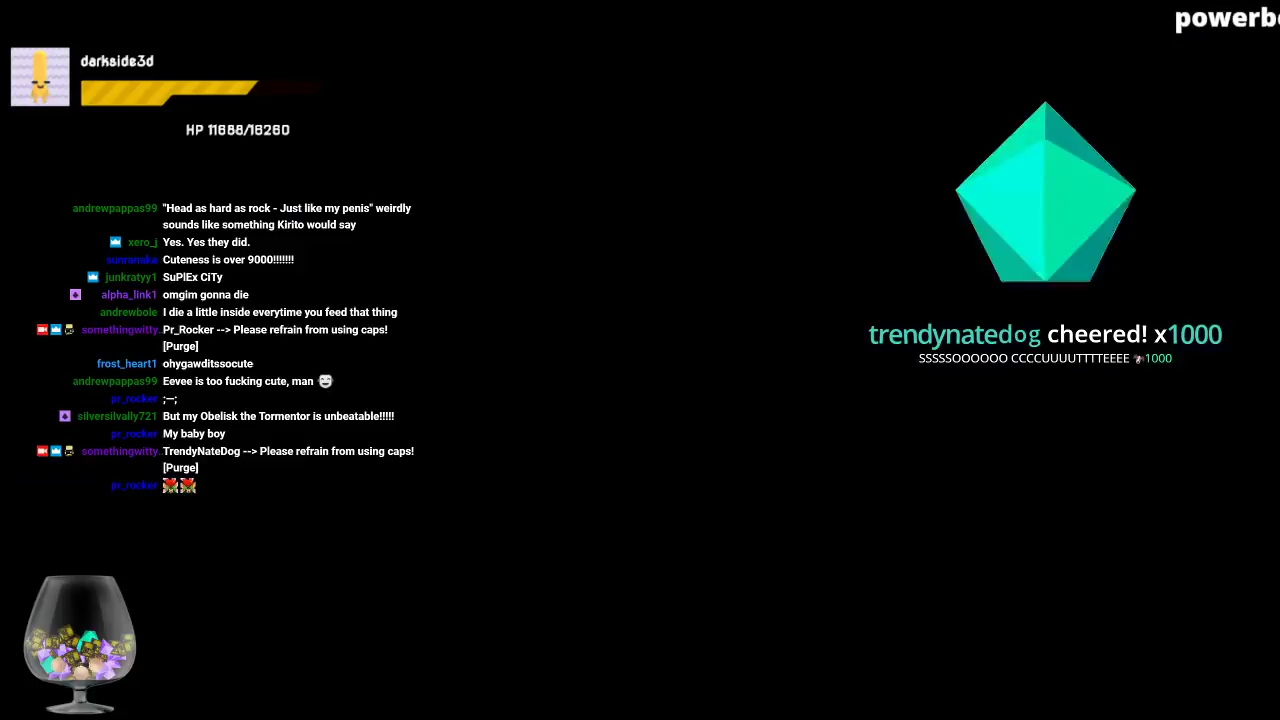 powerb
darkside3d
HP 11688/16260
andrewpappas99 "Head as hard as rock - Just like my penis" weirdly
sounds like something Kirito would say
xero_j Yes. Yes they did.
sunranaka Cuteness is over 9000!!!!!!!
junkratyy1 SuPlEx CiTy
alpha_link1 omgim gonna die
andrewbole I die a little inside everytime you feed that thing
somethingwitty. Pr_Rocker --> Please refrain from using caps!
[Purge]
frost_heart1 ohygawditssocute
andrewpappas99 Eevee is too fucking cute, man
pr_rocker ;—;
silversilvally721 But my Obelisk the Tormentor is unbeatable!!!!!
pr_rocker My baby boy
somethingwitty. TrendyNateDog --> Please refrain from using caps!
[Purge]
pr_rocker
trendynatedog cheered! x1000
SSSSSOOOOOO CCCCUUUUTTTTEEEE 1000